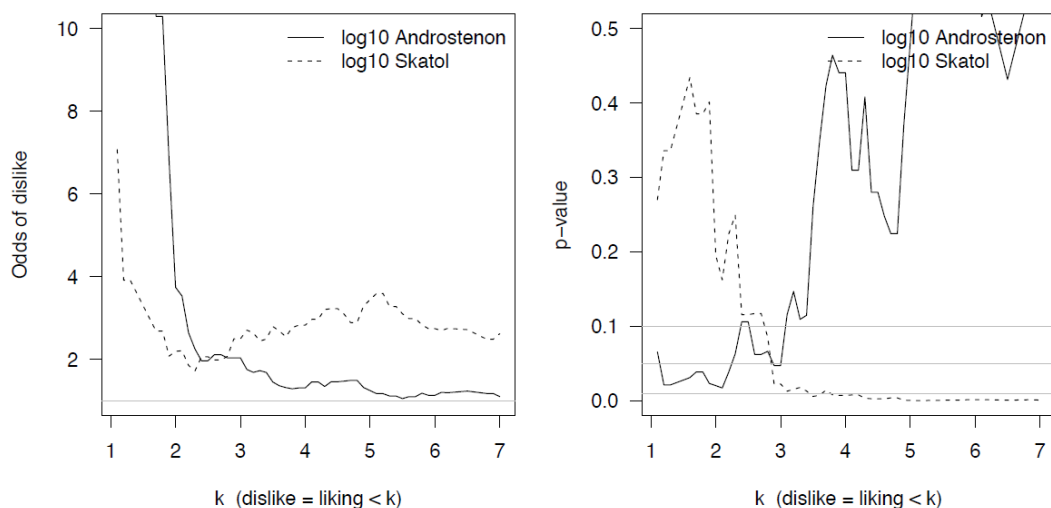 log10 Androstenon
log10 Skatol
10
8
6
4
2
Odds of dislike
1 2 3 4 5 6 7
k (dislike = liking < k)
log10 Androstenon
log10 Skatol
0.5
0.4
0.3
0.2
0.1
0.0
p-value
1 2 3 4 5 6 7
k (dislike = liking < k)